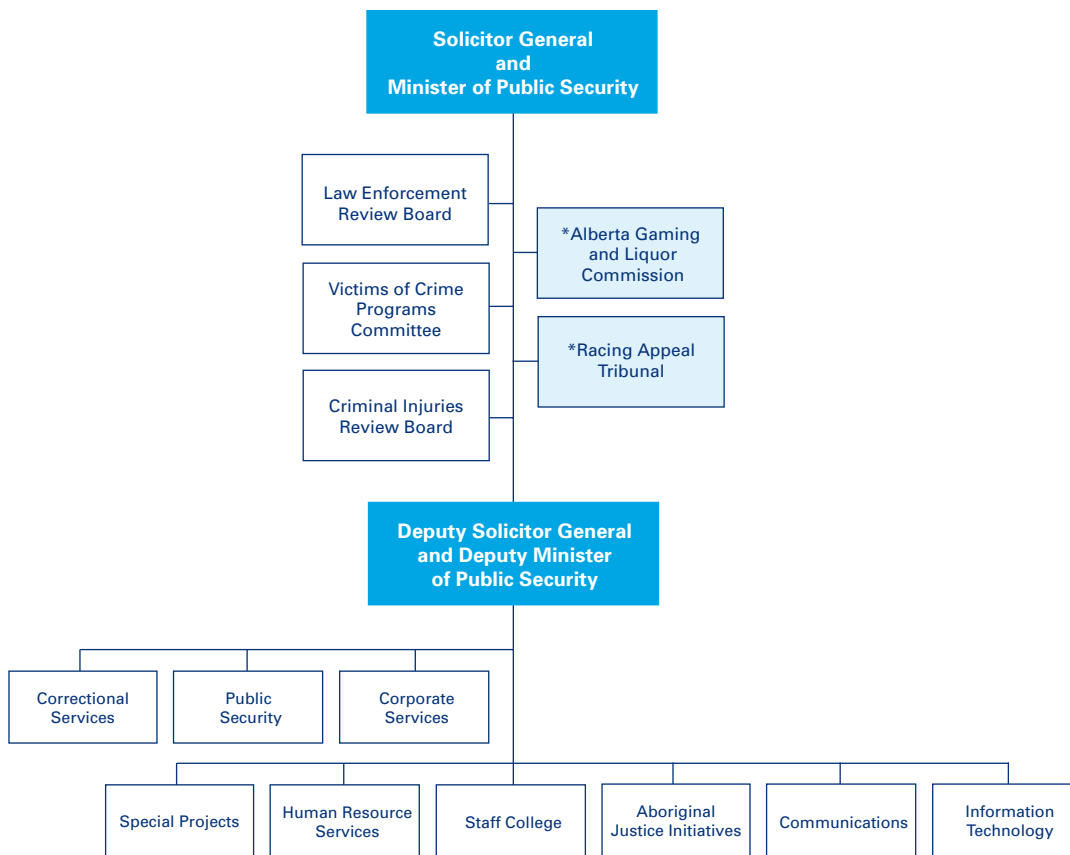 Solicitor General
and
Minister of Public Security
Law Enforcement
Review Board
*Alberta Gaming
and Liquor
Commission
Victims of Crime
Programs
Committee
*Racing Appeal
Tribunal
Criminal Injuries
Review Board
Deputy Solicitor General
and Deputy Minister
of Public Security
Correctional
Services
Public
Security
Corporate
Services
Special Projects
Human Resource
Services
Staff College
Aboriginal
Justice Initiatives
Communications
Information
Technology